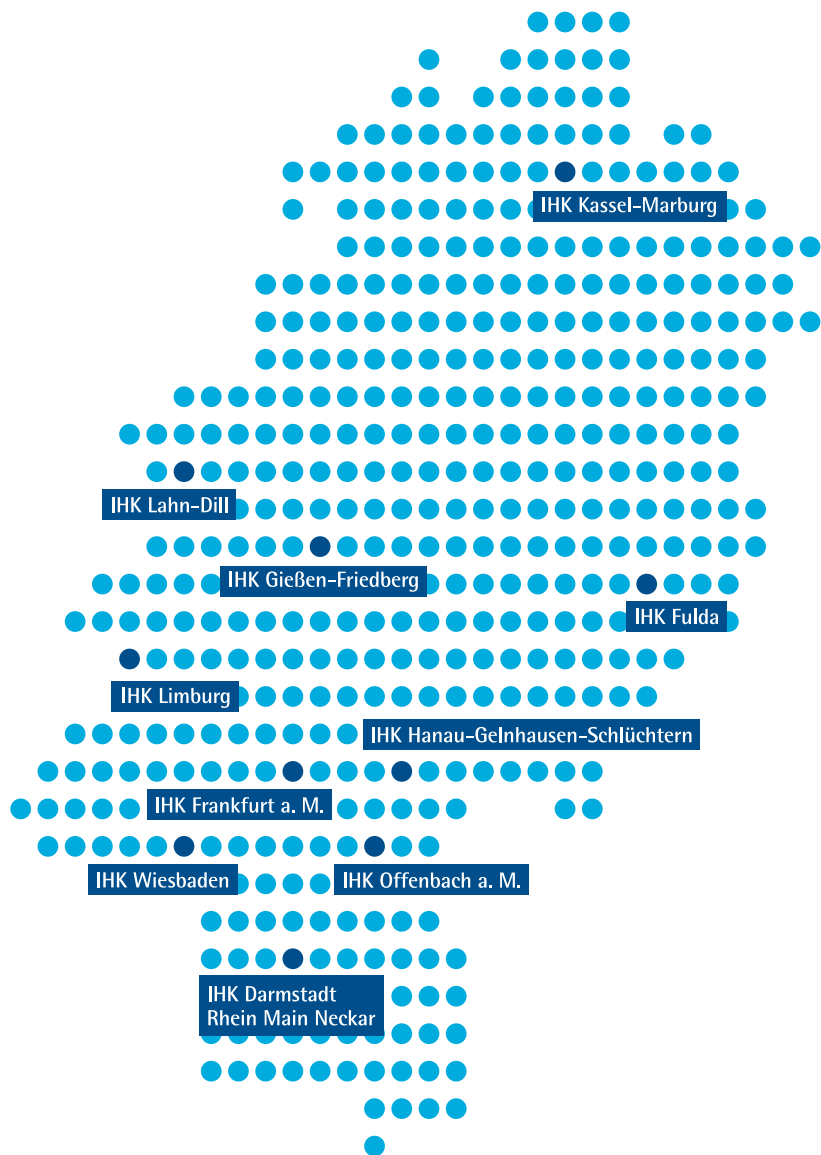 IHK Kassel-Marburg
IHK Lahn-Dill
IHK Gießen-Friedberg
IHK Fulda
IHK Limburg
IHK Hanau-Gelnhausen-Schlüchtern
IHK Frankfurt a. M.
IHK Wiesbaden
IHK Offenbach a. M.
IHK Darmstadt
Rhein Main Neckar